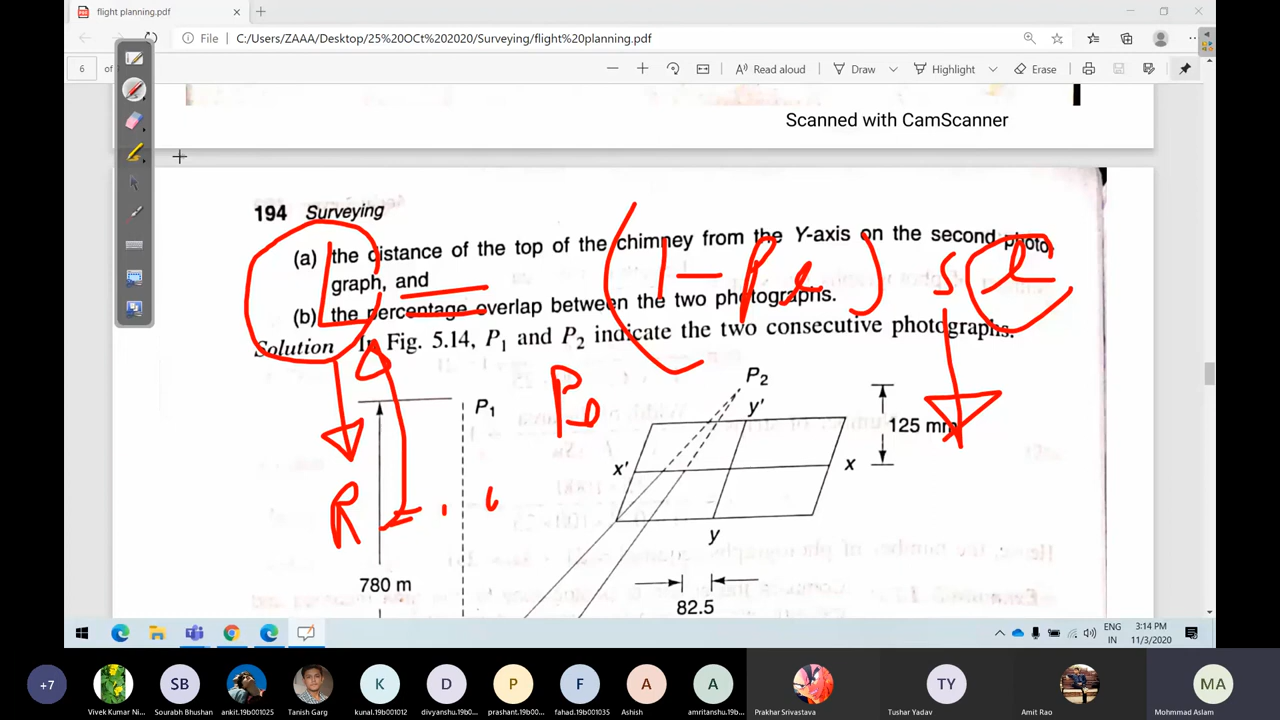 flight planning.pdf
File
C:/Users/ZAAA/Desktop/25%20OCt%202020/Surveying/flight%20planning.pdf
6
of
Read aloud
Draw
Highlight
Erase
Scanned with CamScanner
194 Surveying
(a) the distance of the top of the chimney from the Y-axis on the second photo-
graph, and
(b) the percentage overlap between the two photographs.
Solution In Fig. 5.14, P1 and P2 indicate the two consecutive photographs.
L
(1 - Pe) s l
R
P1
P2
y'
125 mm
x'
x
y
780 m
82.5
ENG
IN
3:14 PM
11/3/2020
+7
SB
K
D
P
F
A
A
TY
MA
Vivek Kumar Ni...
Sourabh Bhushan
ankit.19b001025
Tanish Garg
kunal.19b001012
divyanshu.19b0...
prashant.19b00...
fahad.19b001035
Ashish
amritanshu.19b...
Prakhar Srivastava
Tushar Yadav
Amit Rao
Mohmmad Aslam